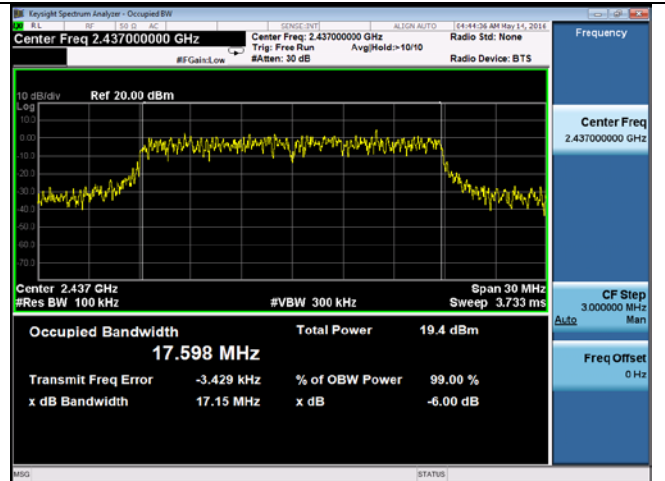 Keysight Spectrum Analyzer - Occupied BW
RL RF 50 Ω AC SENSE:INT ALIGN AUTO 04:44:36 AM May 14, 2016
Center Freq 2.437000000 GHz
Center Freq: 2.437000000 GHz
Radio Std: None
Trig: Free Run Avg|Hold:>10/10
#IFGain:Low #Atten: 30 dB Radio Device: BTS
Frequency
10 dB/div Ref 20.00 dBm
Log
10.0
0.00
-10.0
-20.0
-30.0
-40.0
-50.0
-60.0
-70.0
Center Freq
2.437000000 GHz
Center 2.437 GHz Span 30 MHz
#Res BW 100 kHz #VBW 300 kHz Sweep 3.733 ms
CF Step
3.000000 MHz
Auto Man
Occupied Bandwidth Total Power 19.4 dBm
17.598 MHz
Freq Offset
0 Hz
Transmit Freq Error -3.429 kHz % of OBW Power 99.00 %
x dB Bandwidth 17.15 MHz x dB -6.00 dB
MSG STATUS